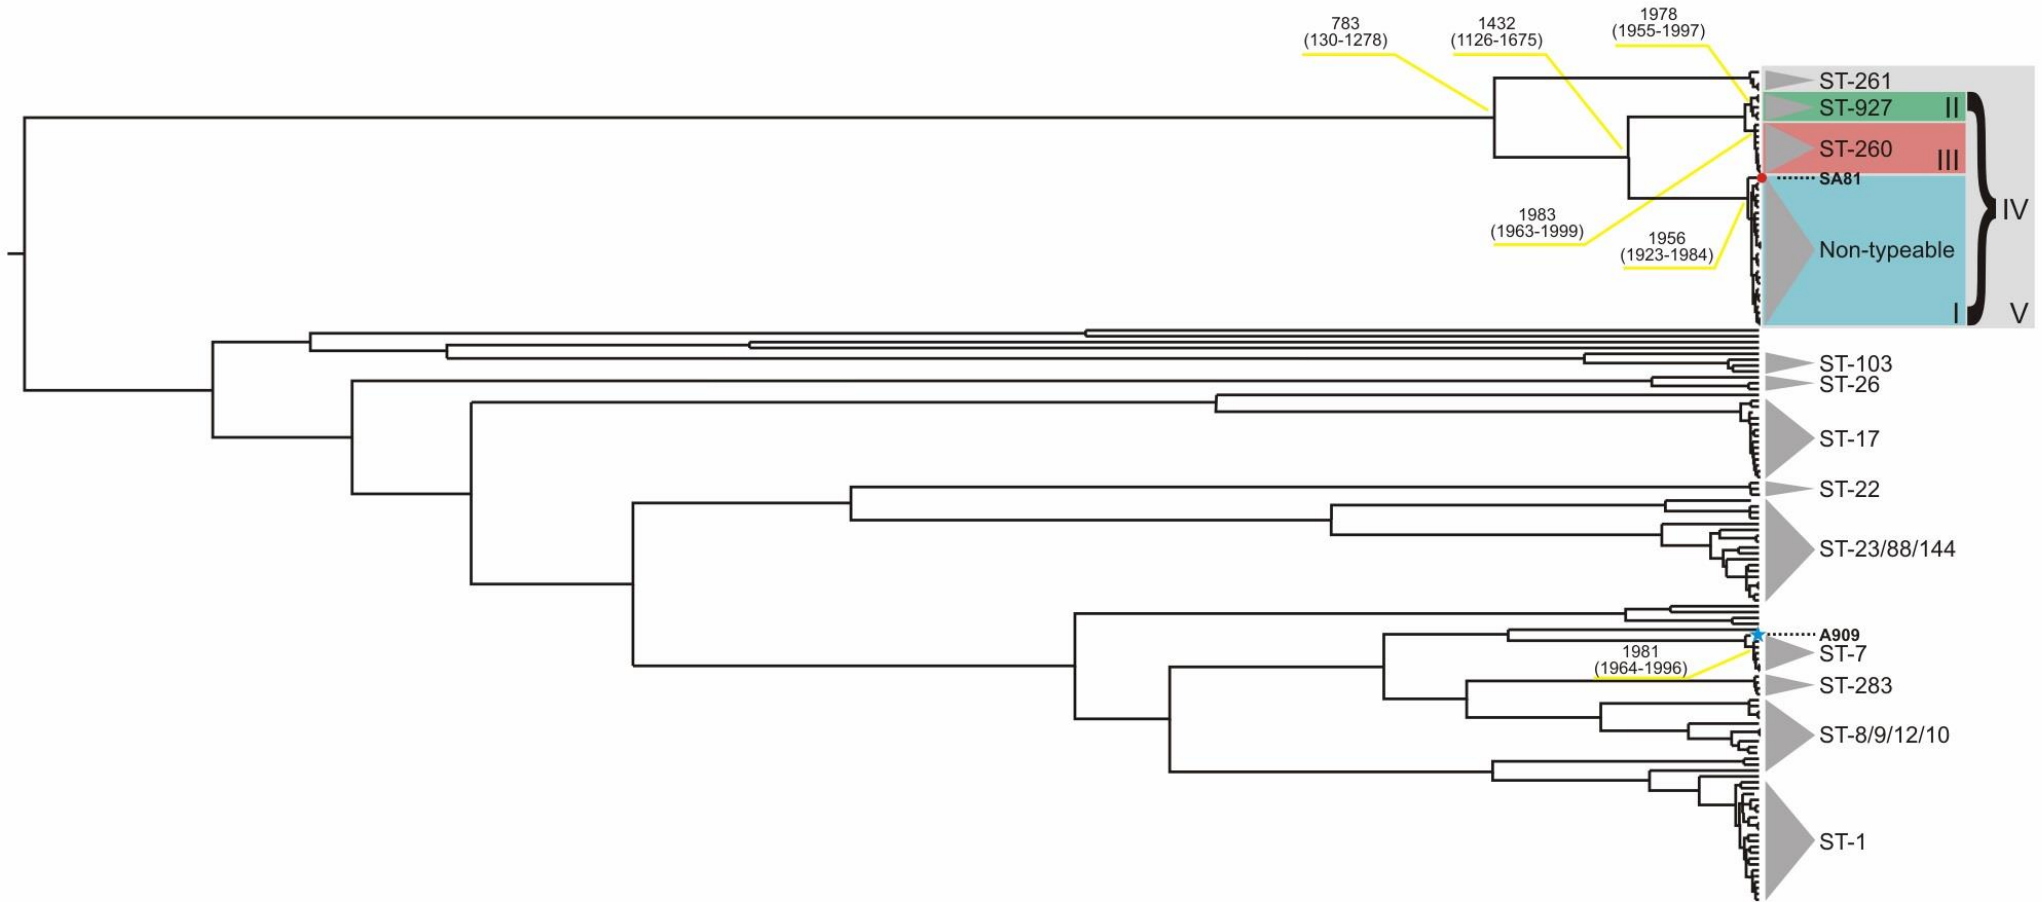 783
(130-1278)
1432
(1126-1675)
1978
(1955-1997)
ST-261
ST-927
II
ST-260
III
SA81
IV
1983
(1963-1999)
1956
(1923-1984)
Non-typeable
I
V
ST-103
ST-26
ST-17
ST-22
ST-23/88/144
A909
1981
(1964-1996)
ST-7
ST-283
ST-8/9/12/10
ST-1